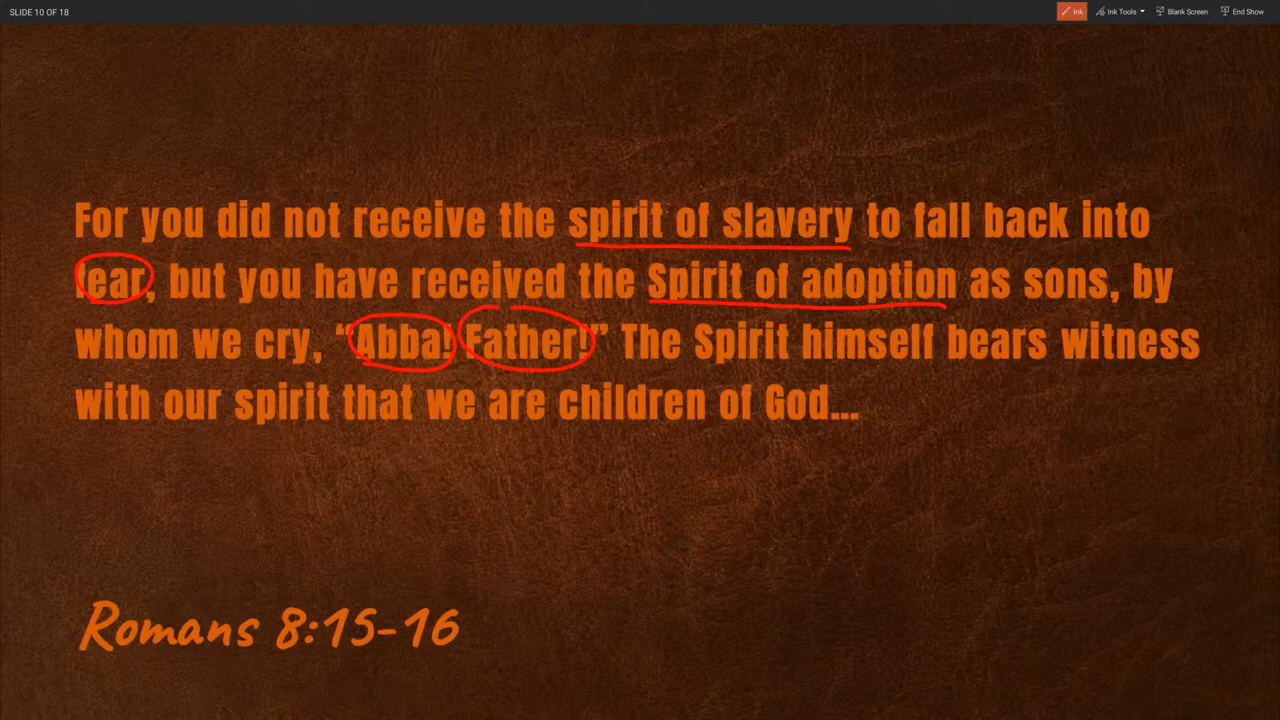 SLIDE 10 OF 18
Ink Ink Tools Blank Screen End Show
For you did not receive the spirit of slavery to fall back into
fear, but you have received the Spirit of adoption as sons, by
whom we cry, “Abba! Father!” The Spirit himself bears witness
with our spirit that we are children of God...
Romans 8:15-16